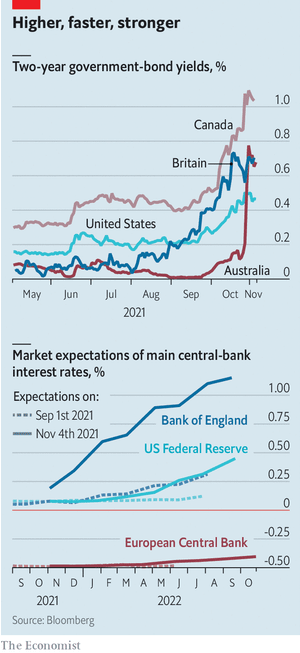 Higher, faster, stronger
Two-year government-bond yields, %
1.0
Canada
0.8
Britain
0.6
0.4
United States
0.2
Australia
0
May Jun Jul Aug Sep Oct Nov
2021
Market expectations of main central-bank
interest rates, %
Expectations on:
1.00
Sep 1st 2021
Nov 4th 2021
Bank of England
0.75
US Federal Reserve
0.50
0.25
0
-0.25
European Central Bank
-0.50
S O N D J F M A M J J A S O
2021 2022
Source: Bloomberg
The Economist